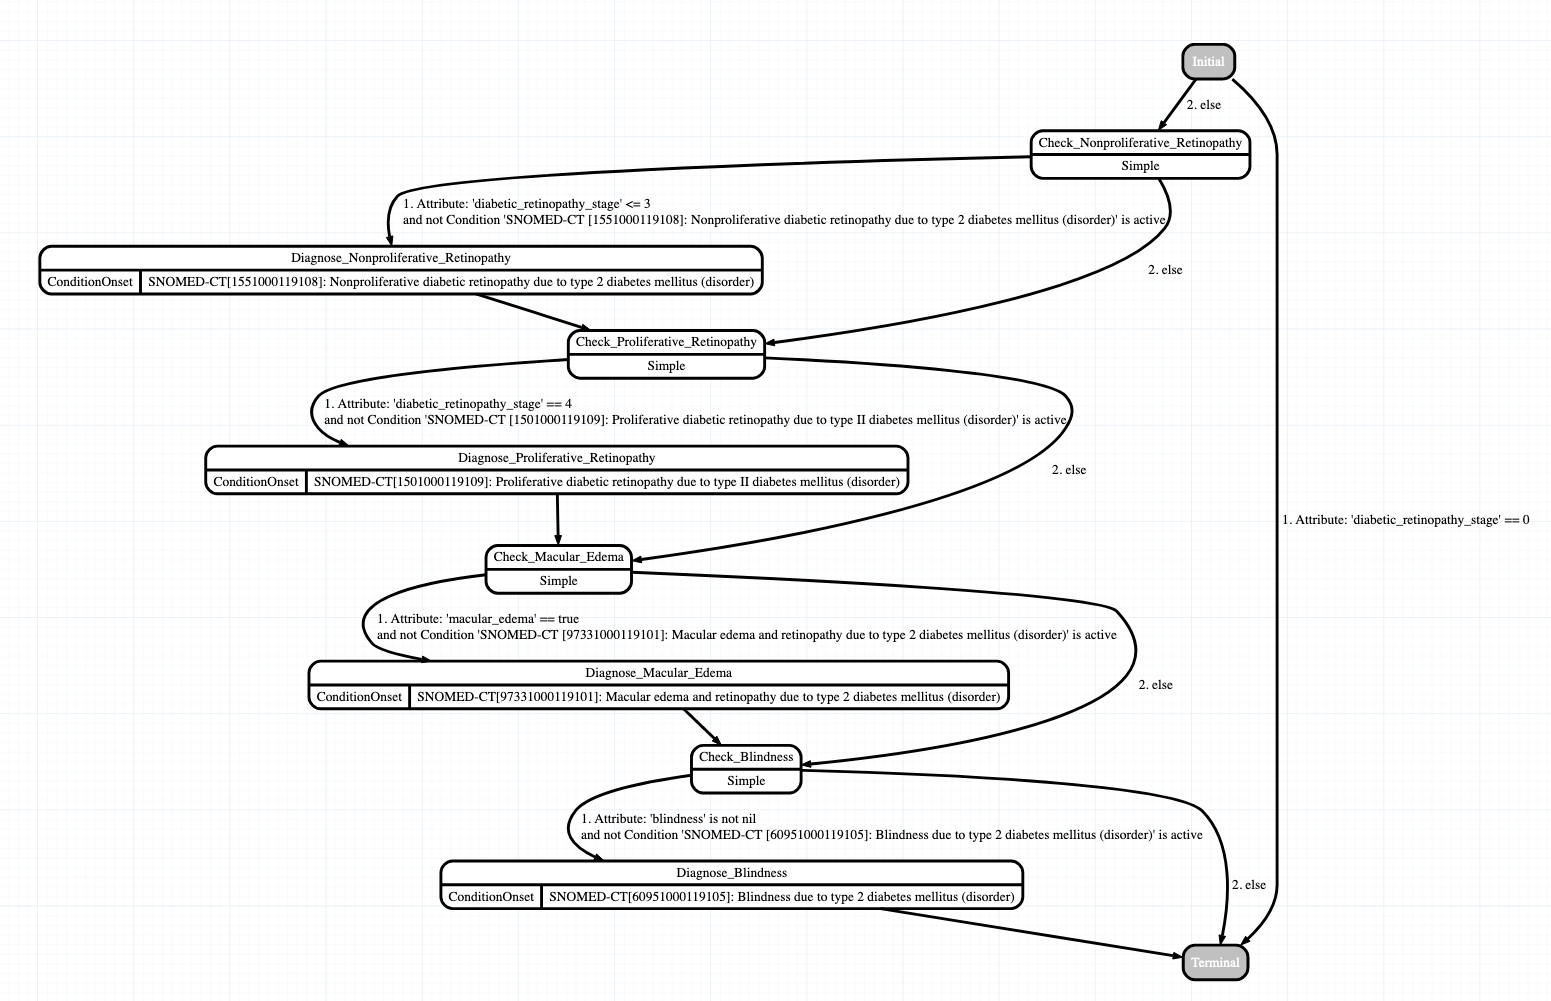 Initial
2. else
Check_Nonproliferative_Retinopathy
Simple
1. Attribute: 'diabetic_retinopathy_stage' <= 3
and not Condition 'SNOMED-CT [1551000119108]: Nonproliferative diabetic retinopathy due to type 2 diabetes mellitus (disorder)' is active
Diagnose_Nonproliferative_Retinopathy
2. else
ConditionOnset SNOMED-CT[1551000119108]: Nonproliferative diabetic retinopathy due to type 2 diabetes mellitus (disorder)
Check_Proliferative_Retinopathy
Simple
1. Attribute: 'diabetic_retinopathy_stage' == 4
and not Condition 'SNOMED-CT [1501000119109]: Proliferative diabetic retinopathy due to type II diabetes mellitus (disorder)' is active
Diagnose_Proliferative_Retinopathy
2. else
ConditionOnset SNOMED-CT[1501000119109]: Proliferative diabetic retinopathy due to type II diabetes mellitus (disorder)
1. Attribute: 'diabetic_retinopathy_stage' == 0
Check_Macular_Edema
Simple
1. Attribute: 'macular_edema' == true
and not Condition 'SNOMED-CT [97331000119101]: Macular edema and retinopathy due to type 2 diabetes mellitus (disorder)' is active
Diagnose_Macular_Edema
2. else
ConditionOnset SNOMED-CT[97331000119101]: Macular edema and retinopathy due to type 2 diabetes mellitus (disorder)
Check_Blindness
Simple
1. Attribute: 'blindness' is not nil
and not Condition 'SNOMED-CT [60951000119105]: Blindness due to type 2 diabetes mellitus (disorder)' is active
Diagnose_Blindness
2. else
ConditionOnset SNOMED-CT[60951000119105]: Blindness due to type 2 diabetes mellitus (disorder)
Terminal